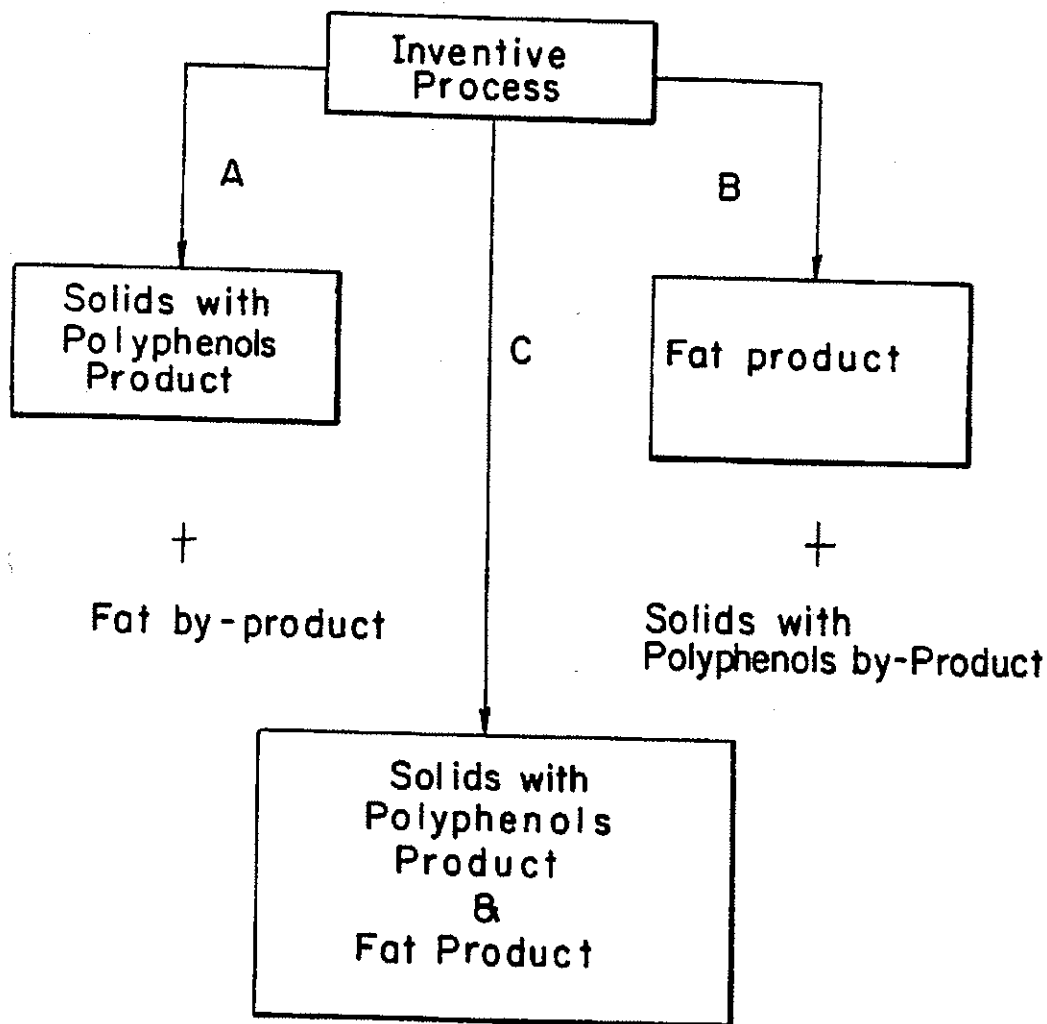 Inventive
Process
A
B
Solids with
Polyphenols
Product
C
Fat product
+
+
Fat by-product
Solids with
Polyphenols by-Product
Solids with
Polyphenols
Product
&
Fat Product